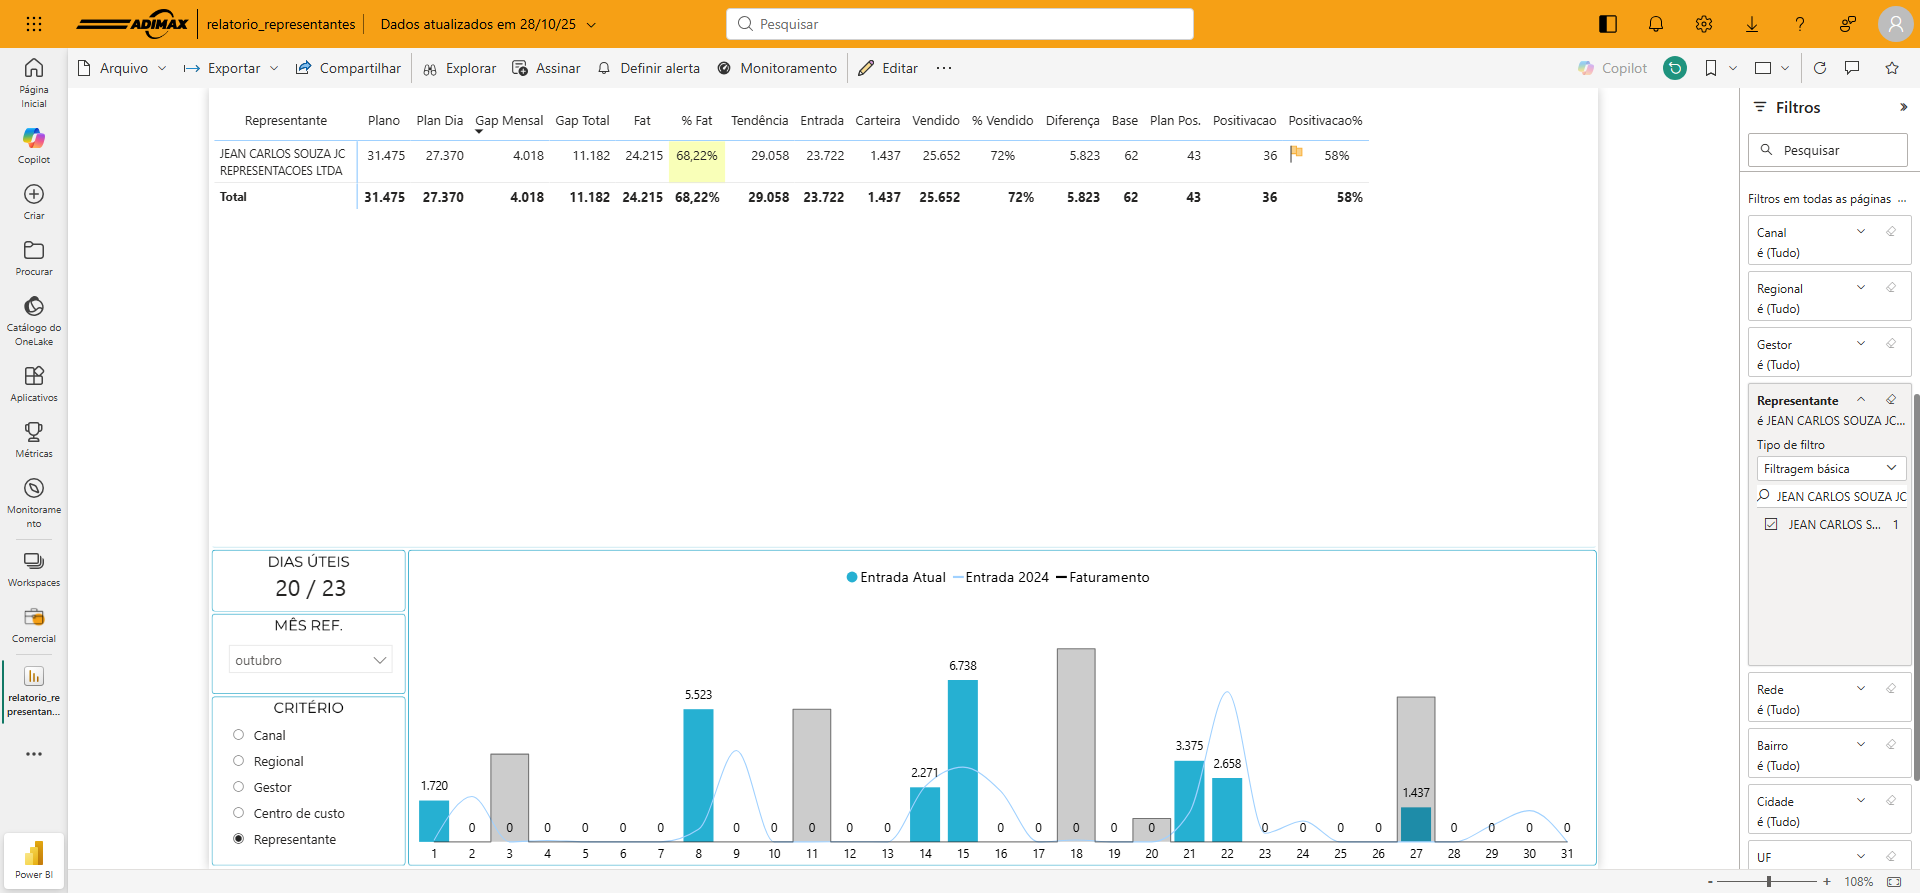 ADIMAX
relatorio_representantes
Dados atualizados em 28/10/25
Pesquisar
Arquivo
Exportar
Compartilhar
Explorar
Assinar
Definir alerta
Monitoramento
Editar
Copilot
Página
Inicial
Copilot
Criar
Procurar
Catálogo do
OneLake
Aplicativos
Métricas
Monitorame
nto
Workspaces
Comercial
relatorio_re
presentan...
Power BI
Representante Plano Plan Dia Gap Mensal Gap Total Fat % Fat Tendência Entrada Carteira Vendido % Vendido Diferença Base Plan Pos. Positivacao Positivacao%
JEAN CARLOS SOUZA JC 31.475 27.370 4.018 11.182 24.215 68,22% 29.058 23.722 1.437 25.652 72% 5.823 62 43 36 58%
REPRESENTACOES LTDA
Total 31.475 27.370 4.018 11.182 24.215 68,22% 29.058 23.722 1.437 25.652 72% 5.823 62 43 36 58%
DIAS ÚTEIS
20 / 23
MÊS REF.
outubro
CRITÉRIO
Canal
Regional
Gestor
Centro de custo
Representante
Entrada Atual Entrada 2024 Faturamento
1.720 0 0 0 0 0 0 5.523 0 0 0 0 0 2.271 6.738 0 0 0 0 0 3.375 2.658 0 0 0 0 1.437 0 0 0 0
1 2 3 4 5 6 7 8 9 10 11 12 13 14 15 16 17 18 19 20 21 22 23 24 25 26 27 28 29 30 31
Filtros
Pesquisar
Filtros em todas as páginas ...
Canal
é (Tudo)
Regional
é (Tudo)
Gestor
é (Tudo)
Representante
é JEAN CARLOS SOUZA JC...
Tipo de filtro
Filtragem básica
JEAN CARLOS SOUZA JC
JEAN CARLOS S... 1
Rede
é (Tudo)
Bairro
é (Tudo)
Cidade
é (Tudo)
UF
- + 108%